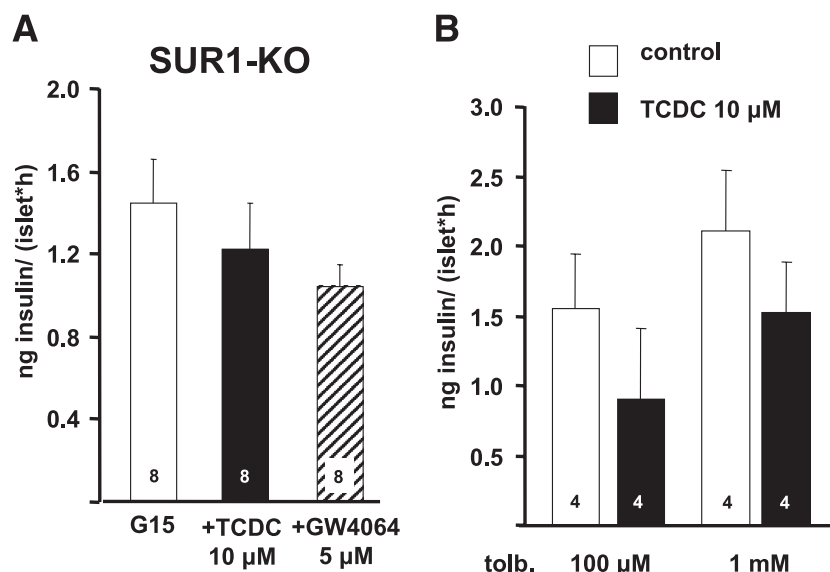 A
SUR1-KO
ng insulin/ (islet*h)
2.0
1.6
1.2
0.8
0.4
8
8
8
G15
+TCDC
10 µM
+GW4064
5 µM
B
control
TCDC 10 µM
ng insulin/ (islet*h)
3.0
2.5
2.0
1.5
1.0
0.5
4
4
4
4
tolb.
100 µM
1 mM